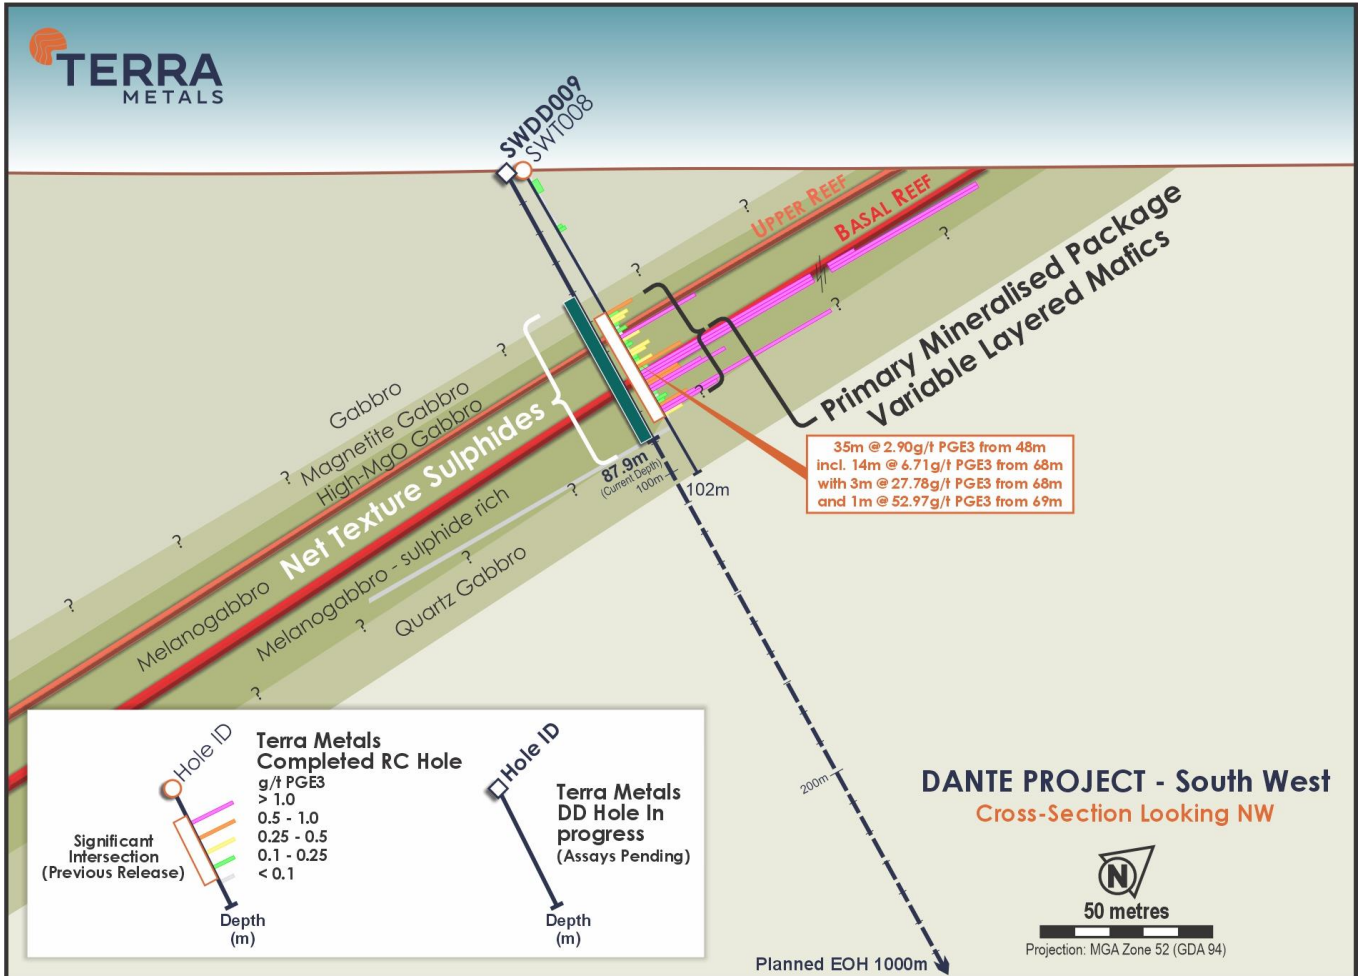 TERRA
METALS
SWDD009
SWT008
UPPER REEF
BASAL REEF
?
?
?
?
?
?
?
?
?
?
?
?
?
Primary Mineralised Package
Variable Layered Mafics
Gabbro
Magnetite Gabbro
High-MgO Gabbro
Net Texture Sulphides
Melanogabbro
Melanogabbro - sulphide rich
Quartz Gabbro
87.9m
(Current Depth)
100m
102m
35m @ 2.90g/t PGE3 from 48m
incl. 14m @ 6.71g/t PGE3 from 68m
with 3m @ 27.78g/t PGE3 from 68m
and 1m @ 52.97g/t PGE3 from 69m
200m
Planned EOH 1000m
Hole ID
Terra Metals
Completed RC Hole
g/t PGE3
> 1.0
0.5 - 1.0
0.25 - 0.5
0.1 - 0.25
< 0.1
Significant
Intersection
(Previous Release)
Depth
(m)
Hole ID
Terra Metals
DD Hole In
progress
(Assays Pending)
Depth
(m)
DANTE PROJECT - South West
Cross-Section Looking NW
N
50 metres
Projection: MGA Zone 52 (GDA 94)